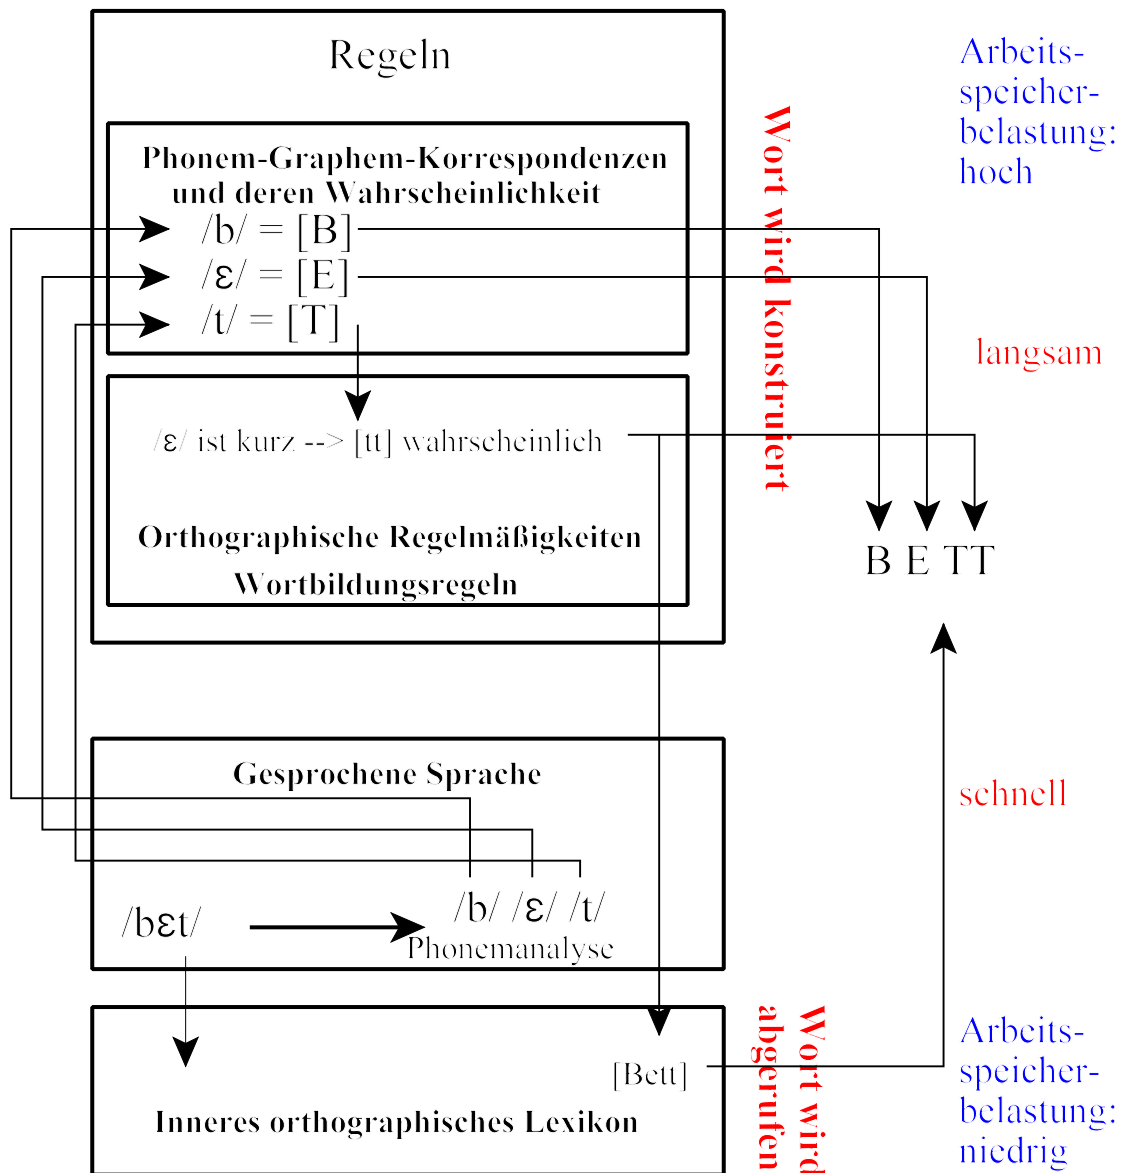 Regeln
Phonem-Graphem-Korrespondenzen
und deren Wahrscheinlichkeit
/b/ = [B]
/ɛ/ = [E]
/t/ = [T]
/ɛ/ ist kurz --> [tt] wahrscheinlich
Orthographische Regelmäßigkeiten
Wortbildungsregeln
Wort wird konstruiert
Arbeits-
speicher-
belastung:
hoch
langsam
B E TT
schnell
Gesprochene Sprache
/bɛt/
/b/ /ɛ/ /t/
Phonemanalyse
[Bett]
Inneres orthographisches Lexikon
Wort wird
abgerufen
Arbeits-
speicher-
belastung:
niedrig